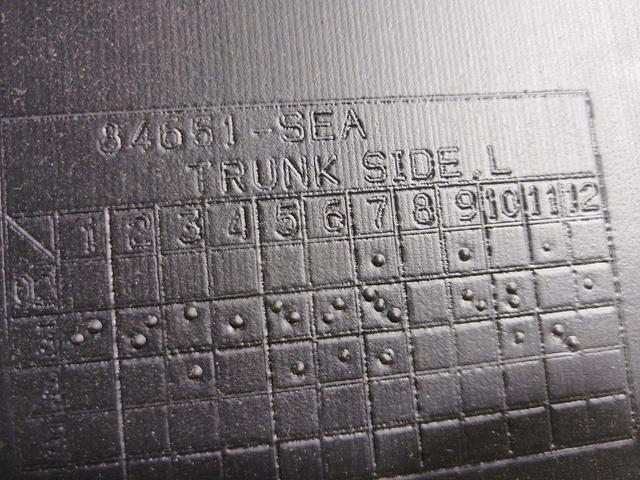 84651-SEA
TRUNK SIDE, L
1 2 3 4 5 6 7 8 9 10 11 12